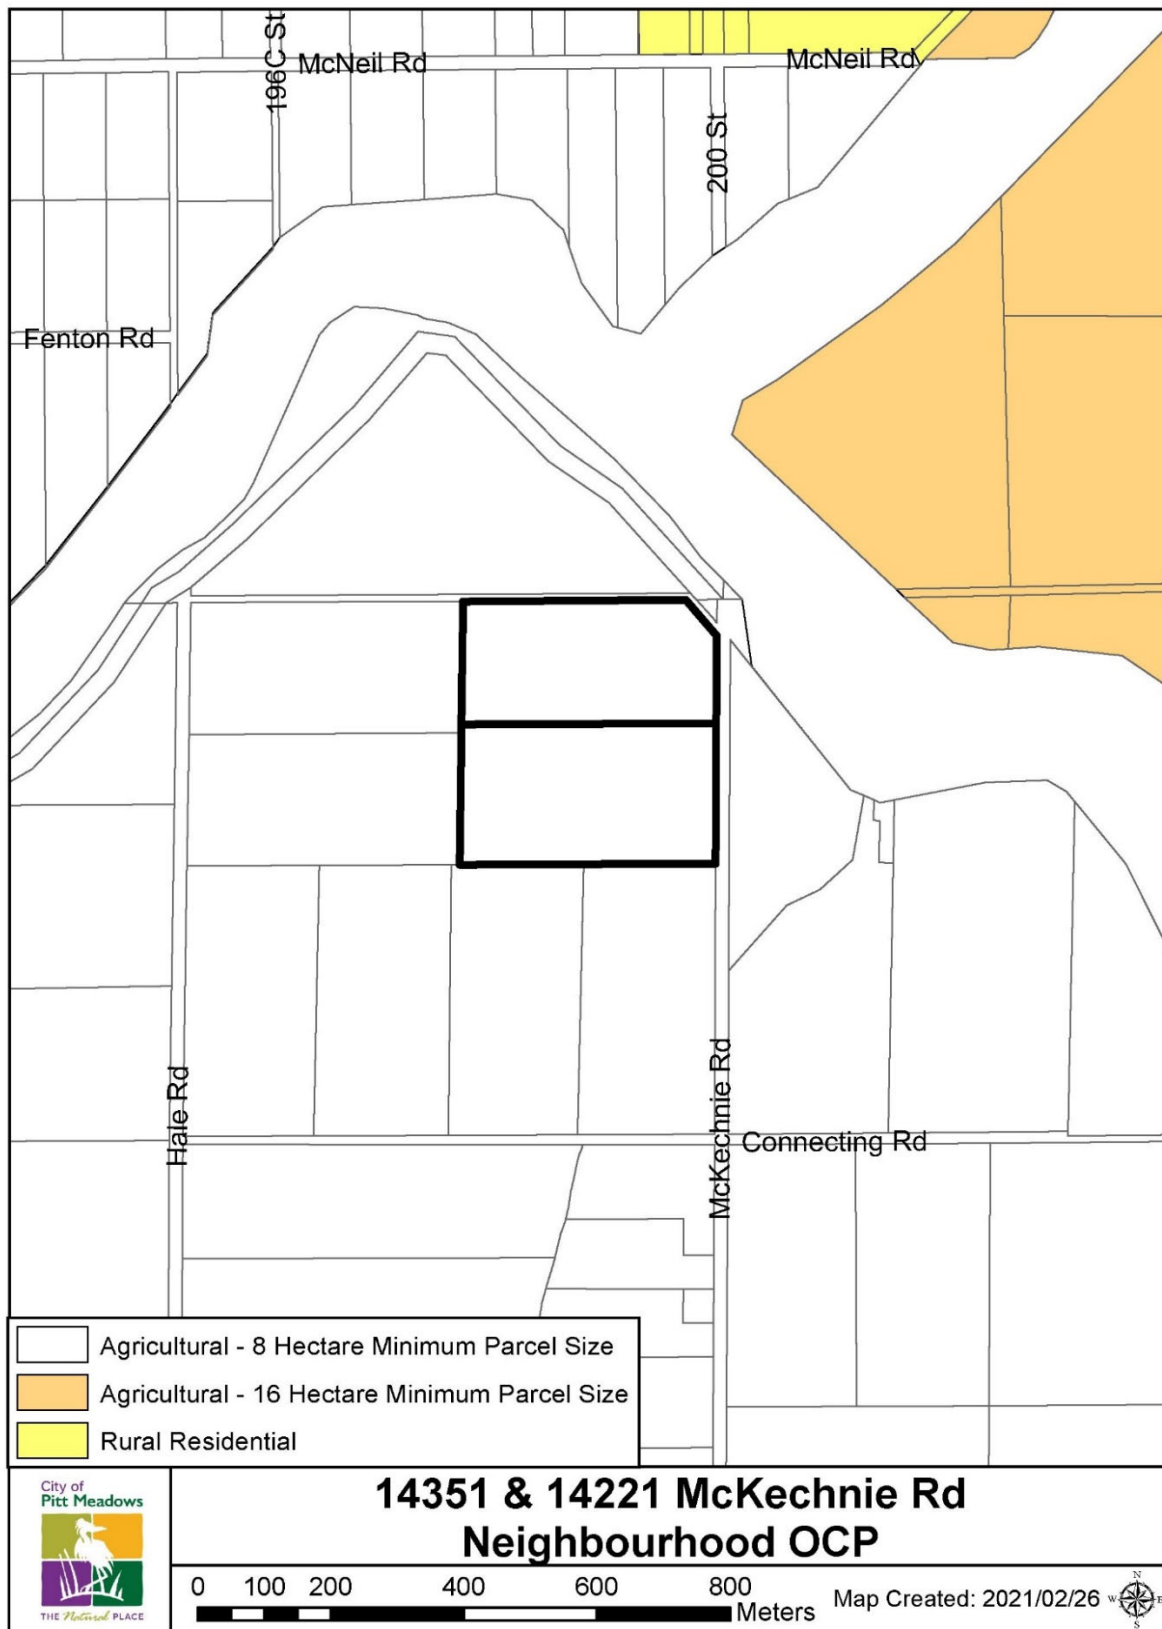 196C St
McNeil Rd
McNeil Rd
200 St
Fenton Rd
Hale Rd
McKechnie Rd
Connecting Rd
Agricultural - 8 Hectare Minimum Parcel Size
Agricultural - 16 Hectare Minimum Parcel Size
Rural Residential
City of
Pitt Meadows
THE Natural PLACE
14351 & 14221 McKechnie Rd
Neighbourhood OCP
0 100 200 400 600 800
Meters
Map Created: 2021/02/26
N
W E
S